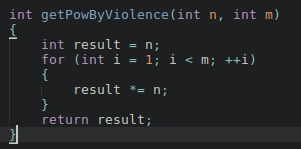 int getPowByViolence(int n, int m)
{
    int result = n;
    for (int i = 1; i < m; ++i)
    {
        result *= n;
    }
    return result;
}